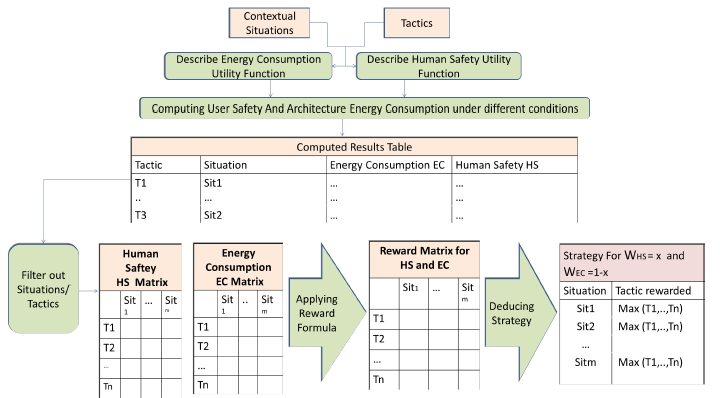 Contextual
Situations
Tactics
Describe Energy Consumption
Utility Function
Describe Human Safety Utility
Function
Computing User Safety And Architecture Energy Consumption under different conditions
Computed Results Table
Tactic Situation Energy Consumption EC Human Safety HS
T1 Sit1 ... ...
.. ... ... ...
T3 Sit2 ... ...
Filter out
Situations/
Tactics
Human
Saftey
HS Matrix
Sit 1 ... Sit m
T1
T2
...
Tn
Energy
Consumption
EC Matrix
Sit 1 .. Sit m
T1
T2
...
Tn
Applying
Reward
Formula
Reward Matrix for
HS and EC
Sit1 ... Sit m
T1
T2
...
Tn
Deducing
Strategy
Strategy For WHS= x and
WEC =1-x
Situation Tactic rewarded
Sit1 Max (T1,..,Tn)
Sit2 Max (T1,..,Tn)
...
Sitm Max (T1,..,Tn)